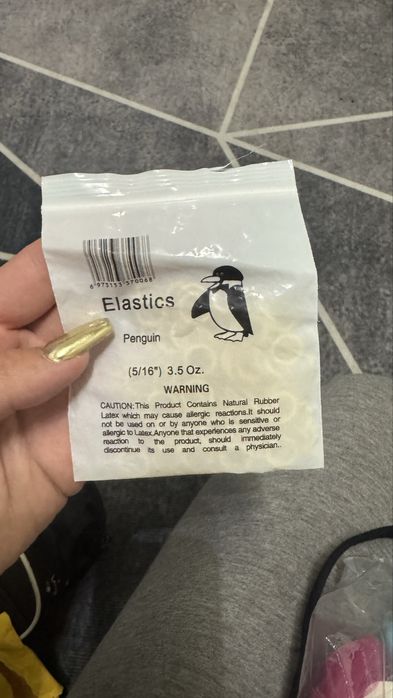 6 973153 570068
Elastics
Penguin
(5/16") 3.5 Oz.
WARNING
CAUTION:This Product Contains Natural Rubber
Latex which may cause allergic reactions.It should
not be used on or by anyone who is sensitive or
allergic to Latex.Anyone that experiences any adverse
reaction to the product, should immediately
discontinue its use and consult a physician..